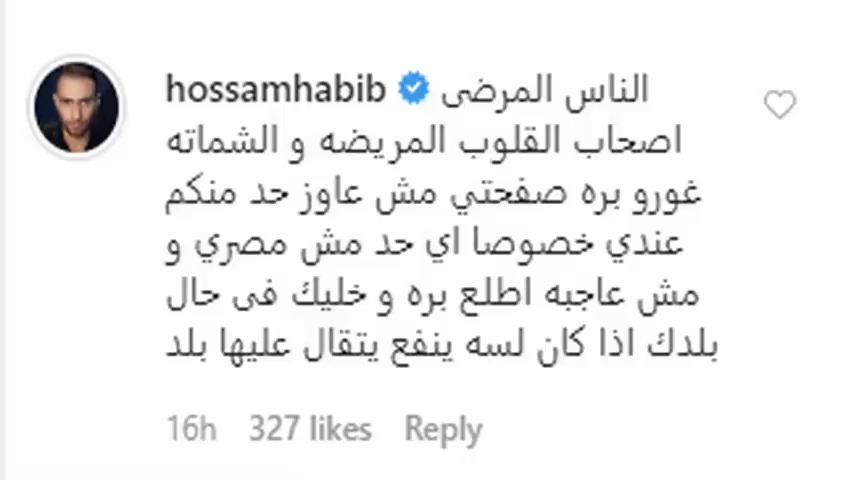 hossamhabib الناس المرضى
اصحاب القلوب المريضه و الشماته
غورو بره صفحتي مش عاوز حد منكم
عندي خصوصا اي حد مش مصري و
مش عاجبه اطلع بره و خليك فى حال
بلدك اذا كان لسه ينفع يتقال عليها بلد
16h 327 likes Reply